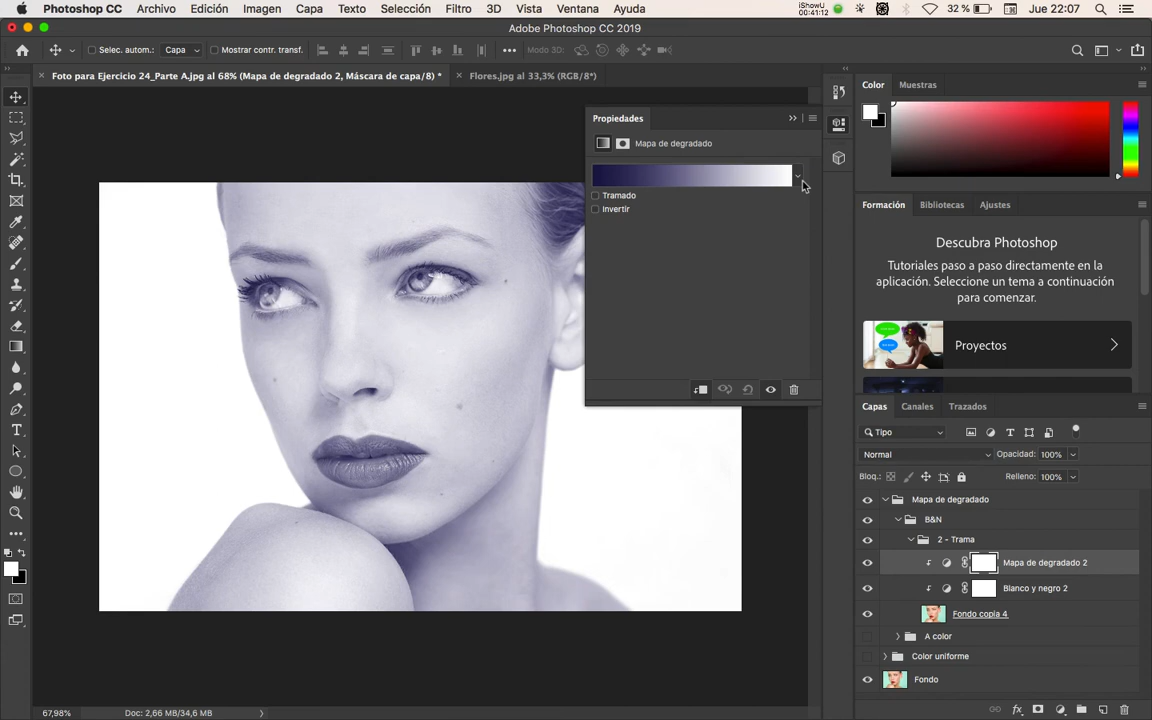 Photoshop CC Archivo Edición Imagen Capa Texto Selección Filtro 3D Vista Ventana Ayuda iShowU 00:41:12 32 % Jue 22:07
Adobe Photoshop CC 2019
Selec. autom.: Capa Mostrar contr. transf. Modo 3D:
Foto para Ejercicio 24_Parte A.jpg al 68% (Mapa de degradado 2, Máscara de capa/8) * Flores.jpg al 33,3% (RGB/8*)
Propiedades
Mapa de degradado
Tramado
Invertir
Color Muestras
Formación Bibliotecas Ajustes
Descubra Photoshop
Tutoriales paso a paso directamente en la
aplicación. Seleccione un tema a continuación
para comenzar.
Proyectos
Capas Canales Trazados
Tipo
Normal Opacidad: 100%
Bloq.: Relleno: 100%
Mapa de degradado
B&N
2 - Trama
Mapa de degradado 2
Blanco y negro 2
Fondo copia 4
A color
Color uniforme
Fondo
67,98% Doc: 2,66 MB/34,6 MB